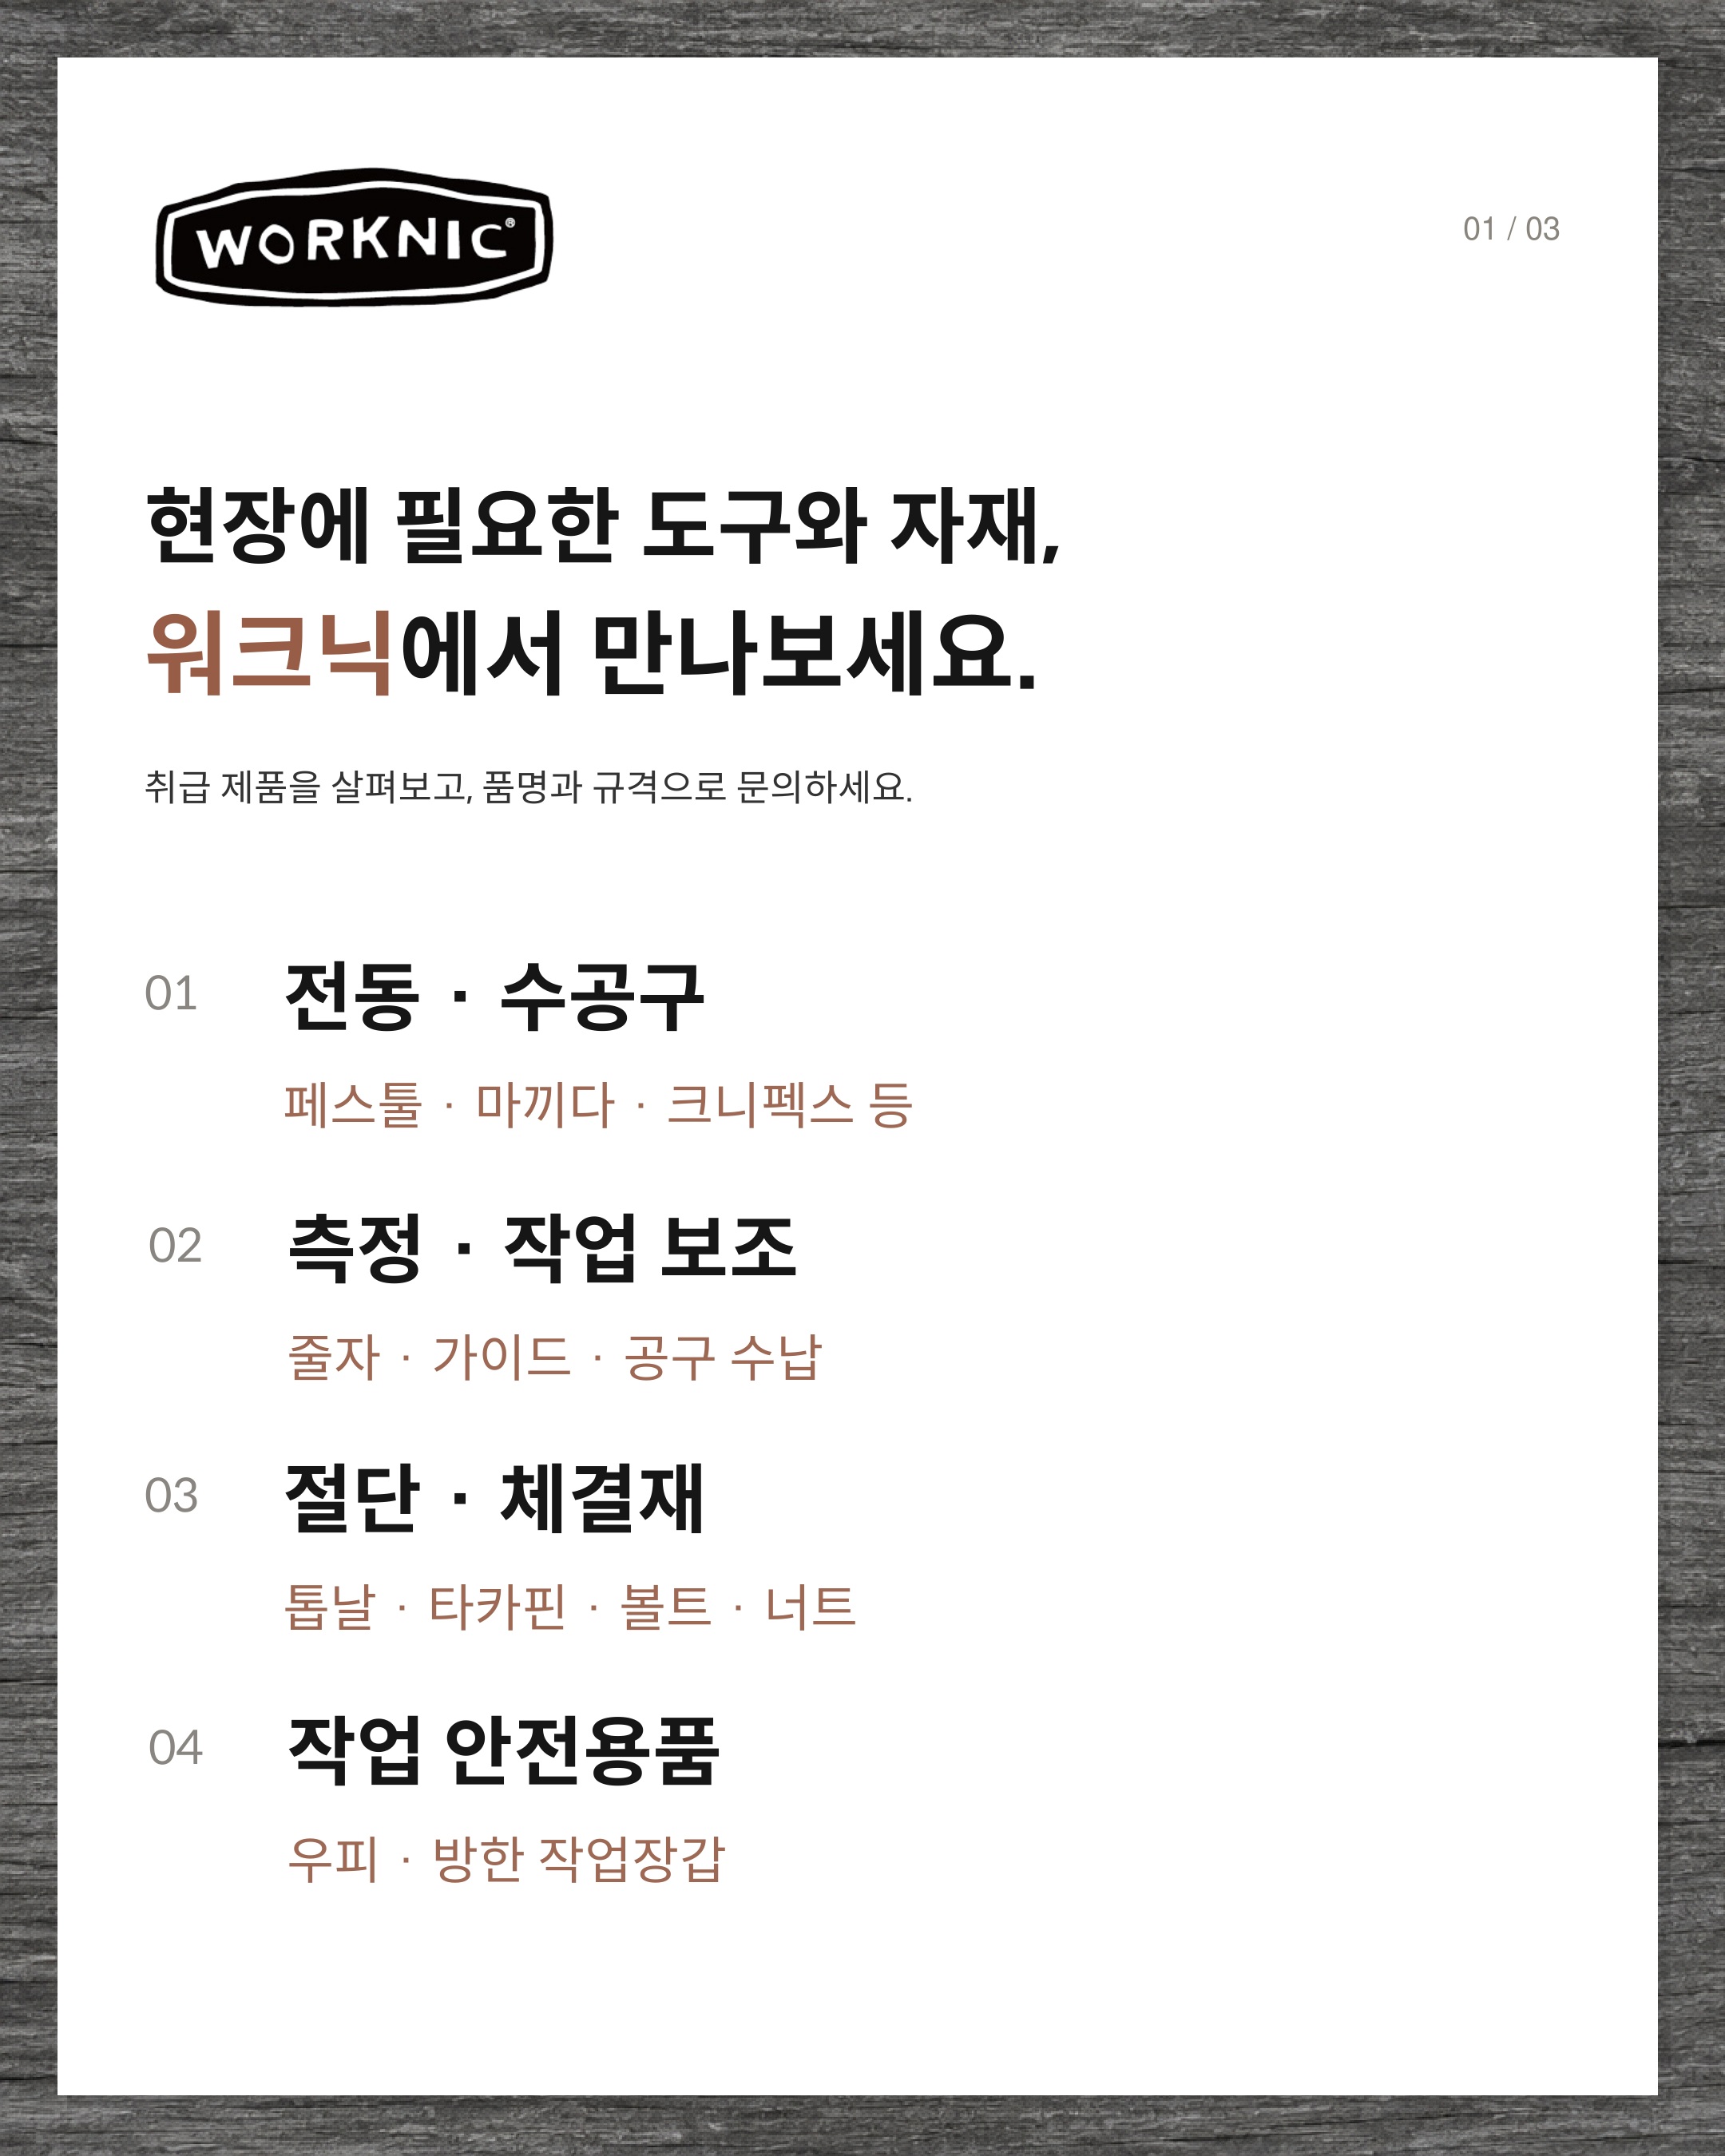 WORKNIC®
01 / 03
현장에 필요한 도구와 자재,
워크닉에서 만나보세요.
취급 제품을 살펴보고, 품명과 규격으로 문의하세요.
01 전동 · 수공구
페스툴 · 마끼다 · 크니펙스 등
02 측정 · 작업 보조
줄자 · 가이드 · 공구 수납
03 절단 · 체결재
톱날 · 타카핀 · 볼트 · 너트
04 작업 안전용품
우피 · 방한 작업장갑